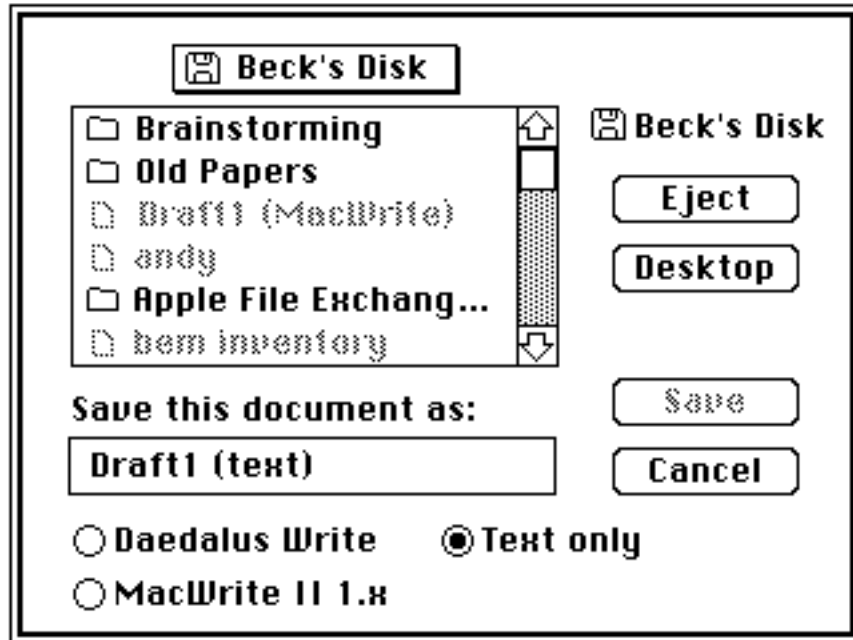 Beck's Disk
Brainstorming
Old Papers
Draft1 (MacWrite)
andy
Apple File Exchang...
bem inventory
Beck's Disk
Eject
Desktop
Save
Cancel
Save this document as:
Draft1 (text)
Daedalus Write
Text only
MacWrite II 1.x